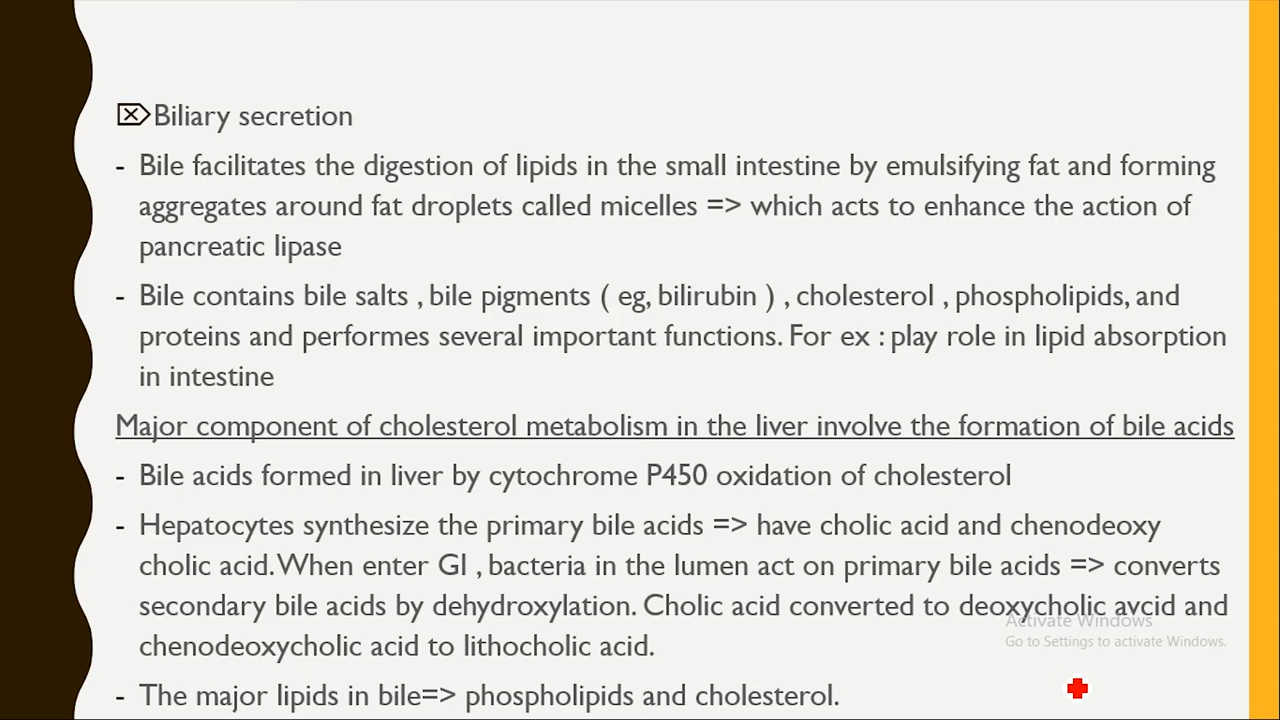 Biliary secretion
- Bile facilitates the digestion of lipids in the small intestine by emulsifying fat and forming
aggregates around fat droplets called micelles => which acts to enhance the action of
pancreatic lipase
- Bile contains bile salts , bile pigments ( eg, bilirubin ) , cholesterol , phospholipids, and
proteins and performes several important functions. For ex : play role in lipid absorption
in intestine
Major component of cholesterol metabolism in the liver involve the formation of bile acids
- Bile acids formed in liver by cytochrome P450 oxidation of cholesterol
- Hepatocytes synthesize the primary bile acids => have cholic acid and chenodeoxy
cholic acid. When enter GI , bacteria in the lumen act on primary bile acids => converts
secondary bile acids by dehydroxylation. Cholic acid converted to deoxycholic avcid and
chenodeoxycholic acid to lithocholic acid.
Activate Windows
Go to Settings to activate Windows.
- The major lipids in bile=> phospholipids and cholesterol.